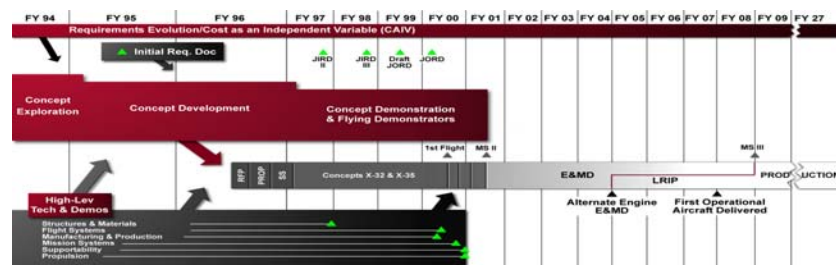 FY 94 FY 95 FY 96 FY 97 FY 98 FY 99 FY 00 FY 01 FY 02 FY 03 FY 04 FY 05 FY 06 FY 07 FY 08 FY 09 FY 27
Requirements Evolution/Cost as an Independent Variable (CAIV)
Initial Req. Doc
JIRD
II
JIRD
III
Draft
JORD
JORD
Concept
Exploration
Concept Development
Concept Demonstration
& Flying Demonstrators
1st Flight
MS II
MS III
RFP
PROP
SS
Concepts X-32 & X-35
E&MD
LRIP
PRODUCTION
High-Lev
Tech & Demos
Alternate Engine
E&MD
First Operational
Aircraft Delivered
Structures & Materials
Flight Systems
Manufacturing & Production
Mission Systems
Supportability
Propulsion